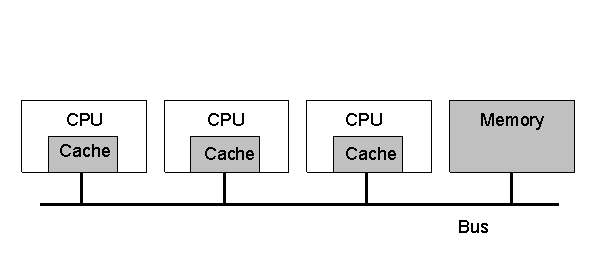 CPU
Cache
CPU
Cache
CPU
Cache
Memory
Bus